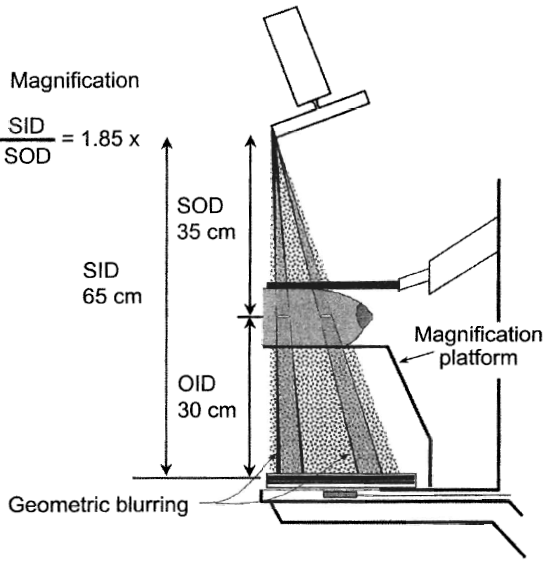 Magnification
SID
SOD
= 1.85 x
SOD
35 cm
SID
65 cm
Magnification
platform
OID
30 cm
Geometric blurring